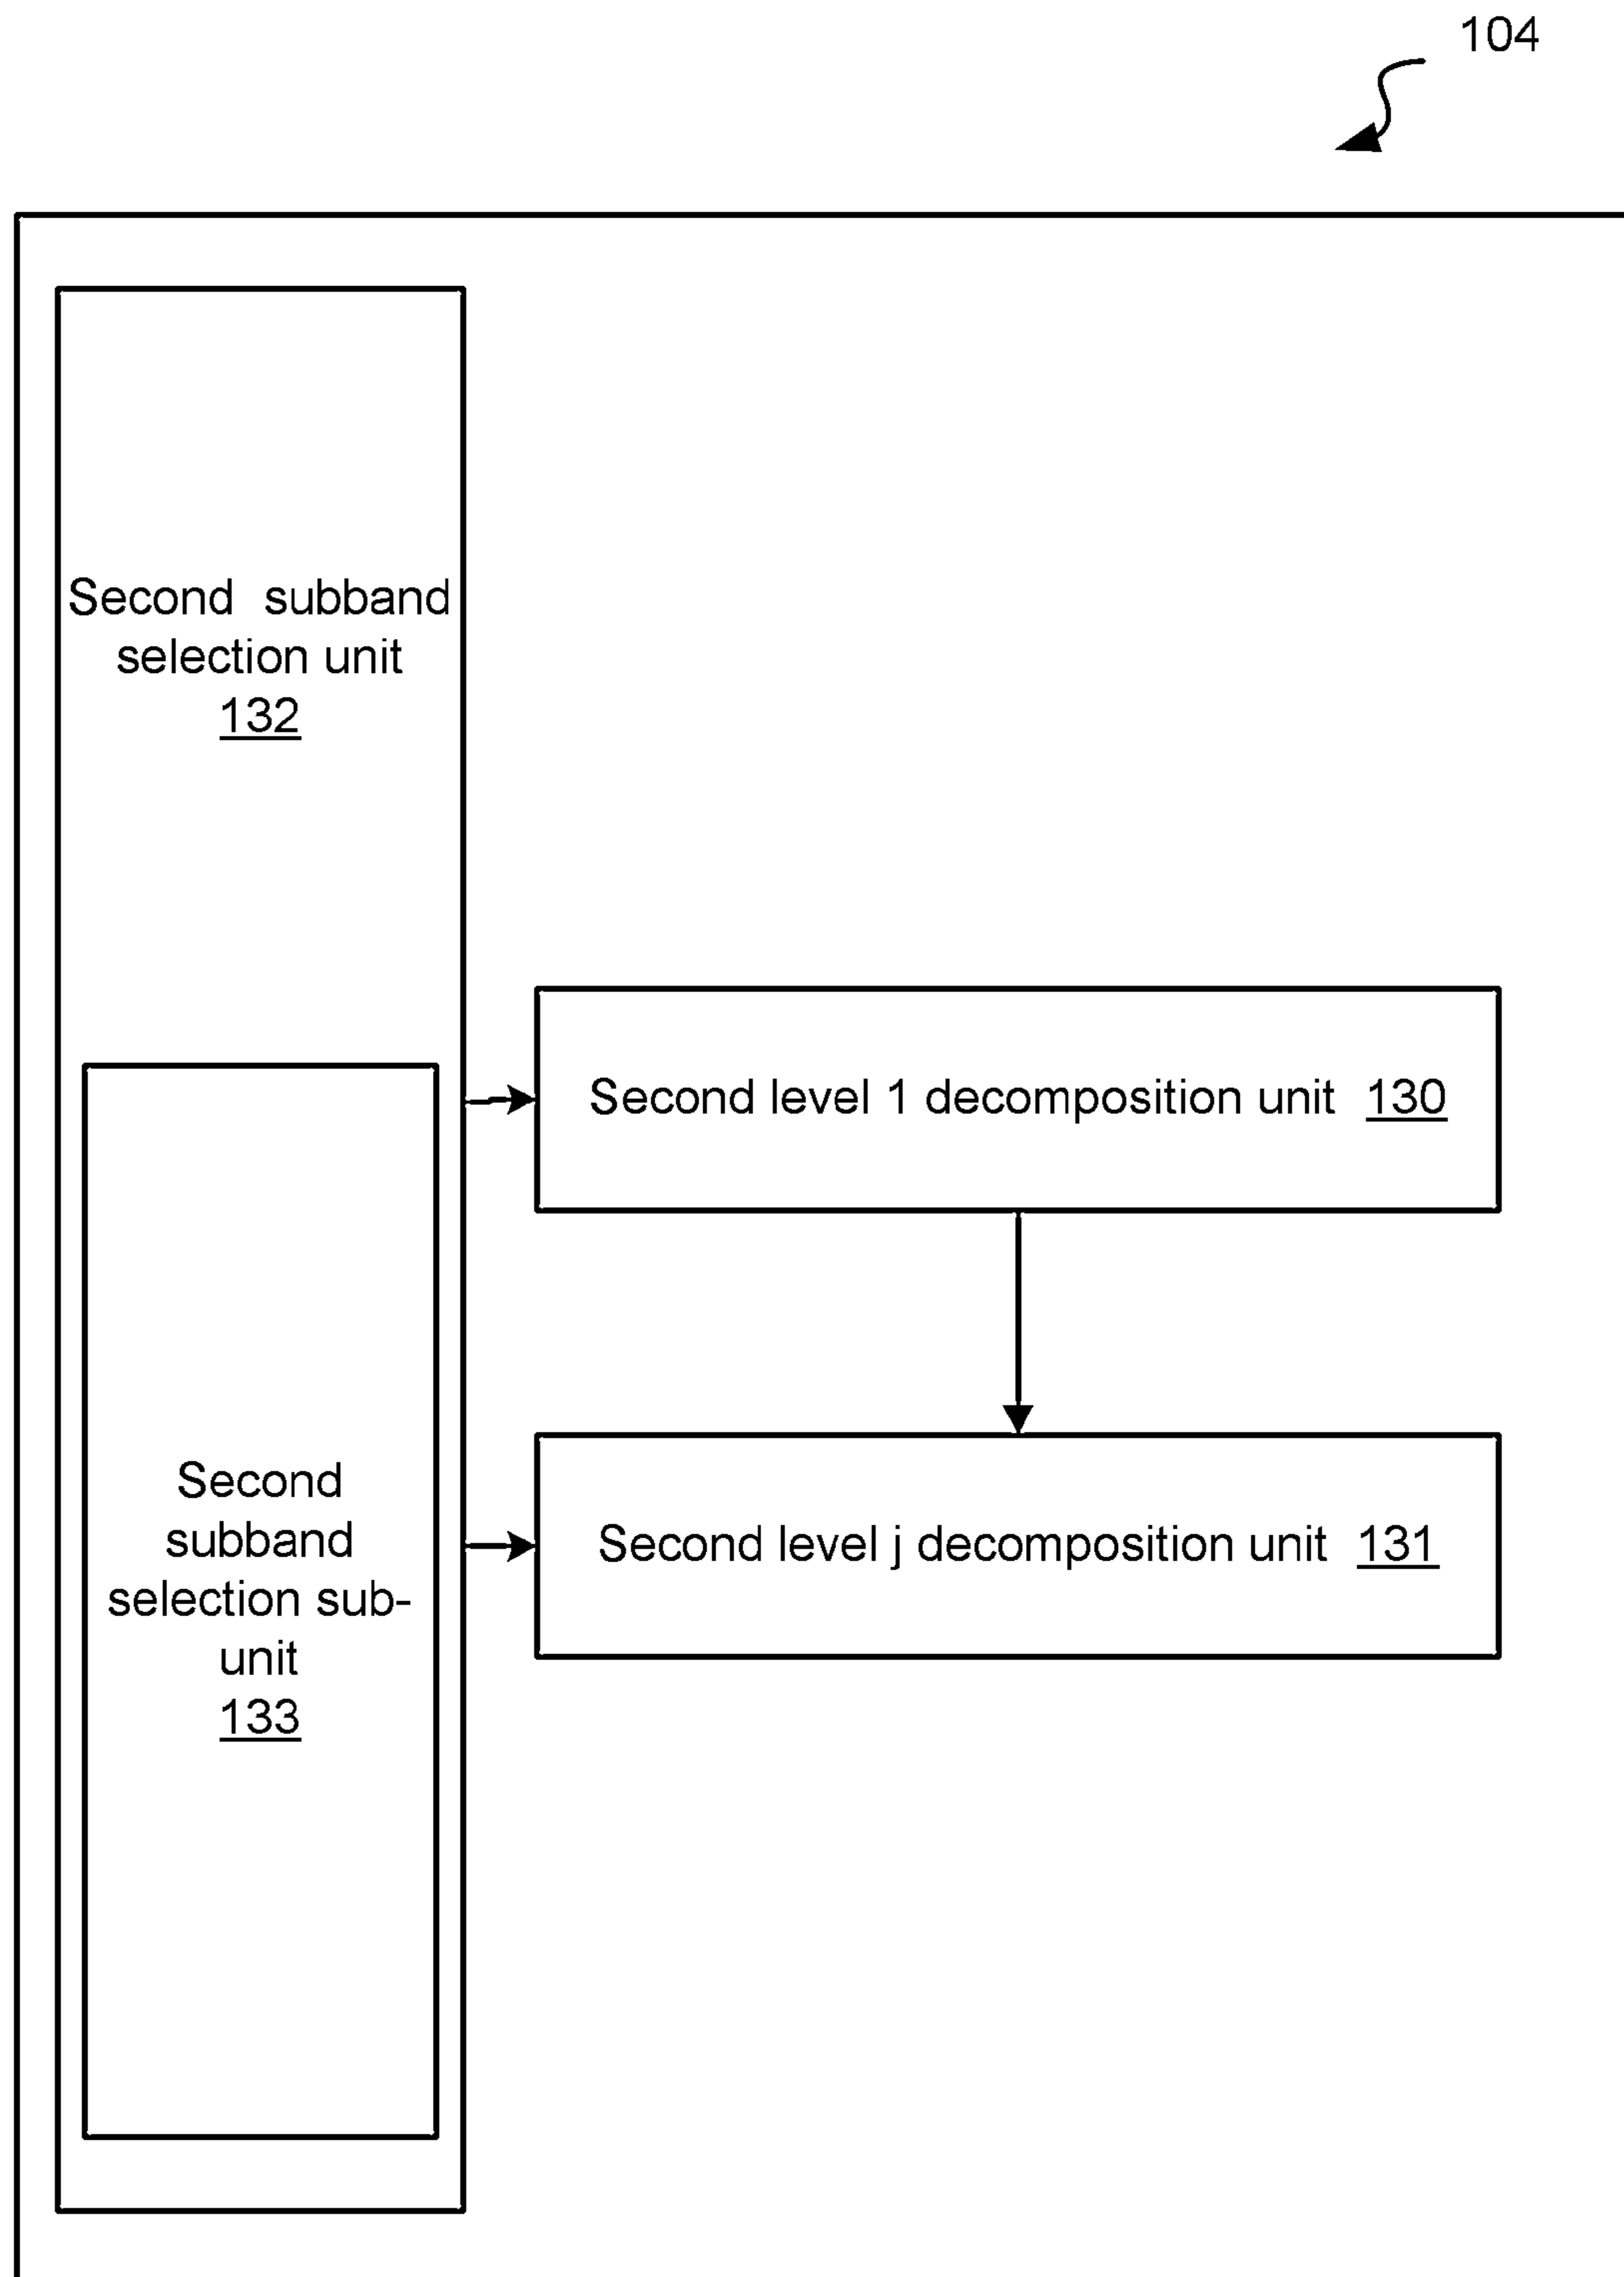 104
Second subband
selection unit
132
Second level 1 decomposition unit 130
Second
subband
selection sub-
unit
133
Second level j decomposition unit 131